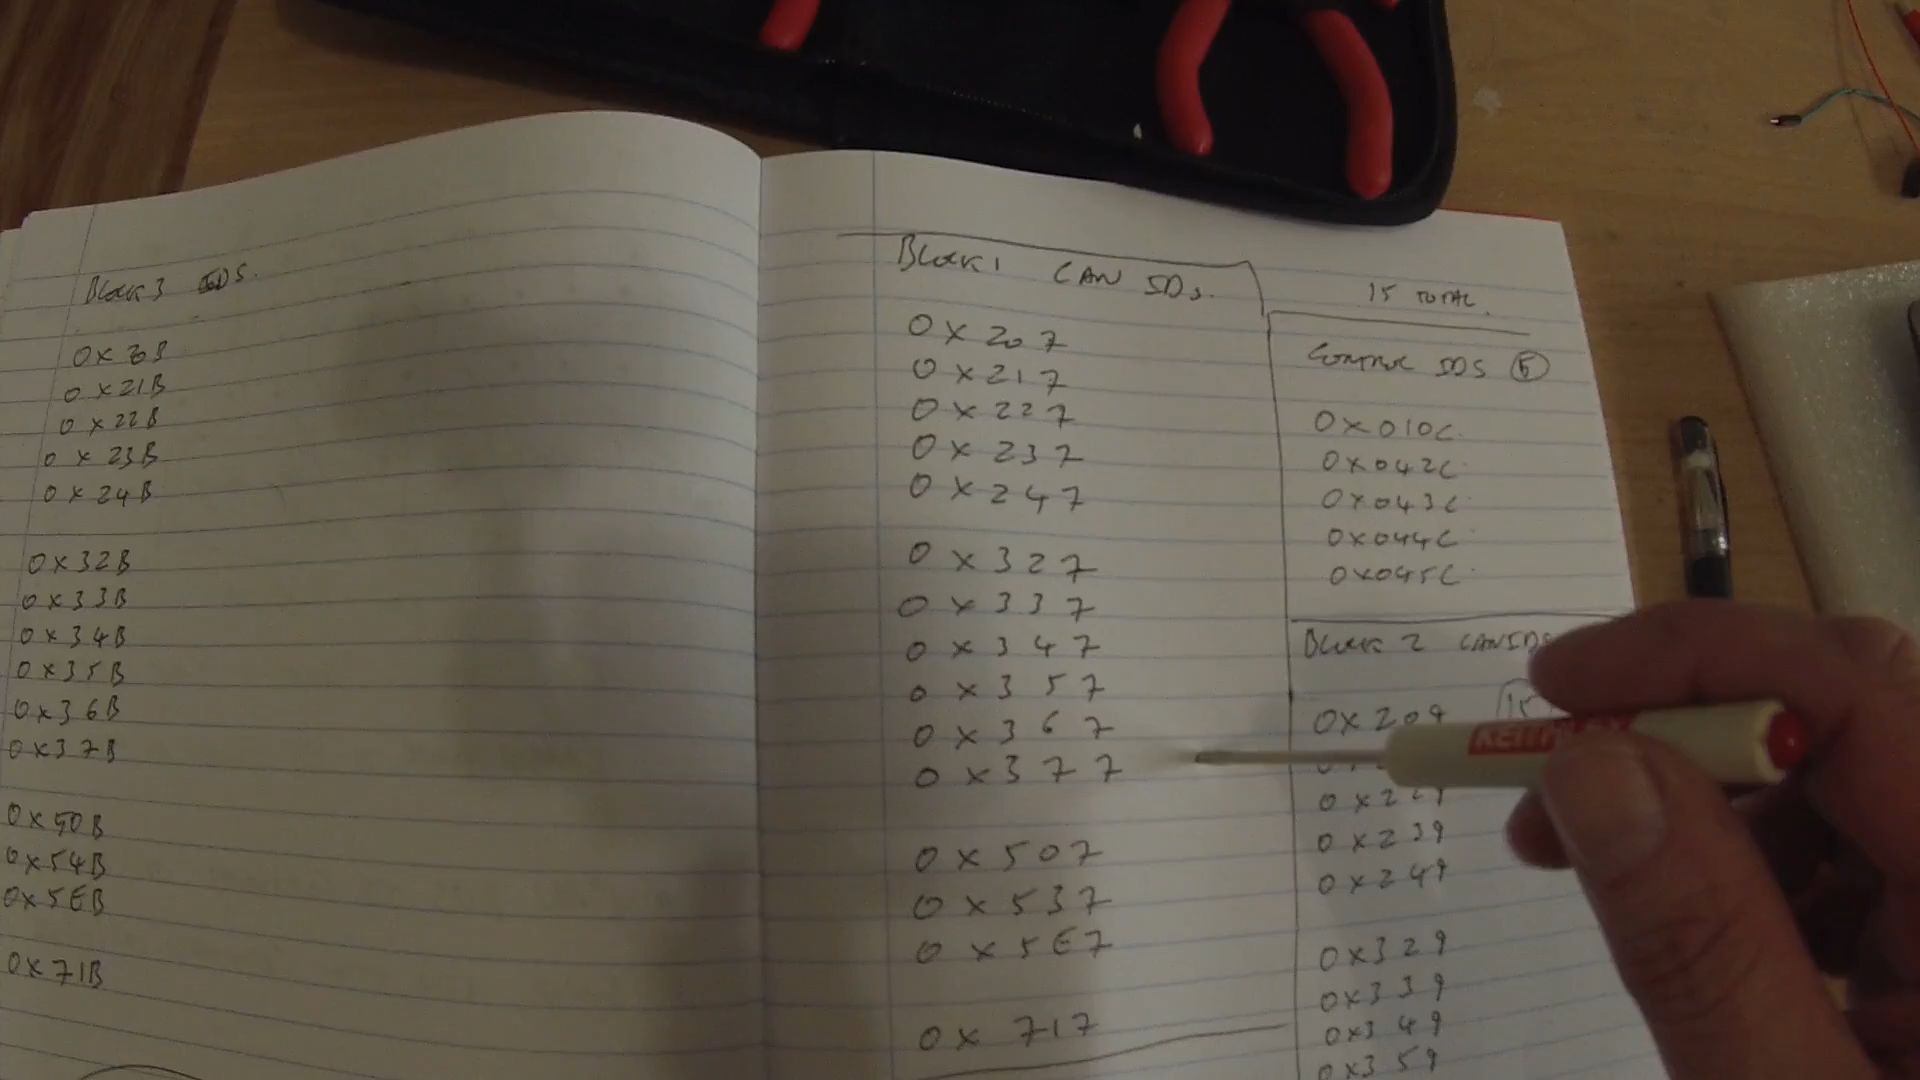 Block 3 IDS.
0x20B
0x21B
0x22B
0x23B
0x24B
0x32B
0x33B
0x34B
0x35B
0x36B
0x37B
0x50B
0x54B
0x5EB
0x71B
Block 1 CAN IDs.
0x207
0x217
0x227
0x237
0x247
0x327
0x337
0x347
0x357
0x367
0x377
0x507
0x537
0x5E7
0x717
15 TOTAL.
CONTROL IDS 5
0x010C
0x042C
0x043C
0x044C
0x045C
Block 2 CAN IDS
15
0x209
0x229
0x239
0x249
0x329
0x339
0x349
0x359